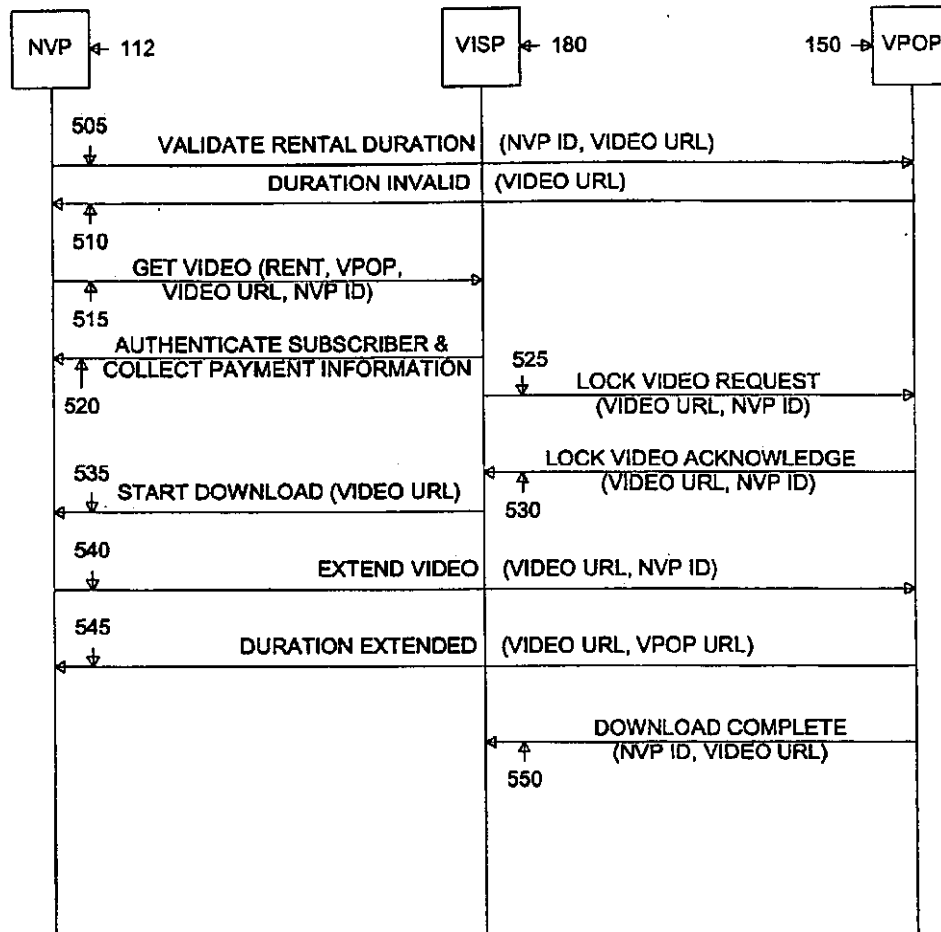 NVP 112 VISP 180 150 VPOP
505
VALIDATE RENTAL DURATION (NVP ID, VIDEO URL)
DURATION INVALID (VIDEO URL)
510
GET VIDEO (RENT, VPOP,
VIDEO URL, NVP ID)
515
AUTHENTICATE SUBSCRIBER &
COLLECT PAYMENT INFORMATION
520
525
LOCK VIDEO REQUEST
(VIDEO URL, NVP ID)
LOCK VIDEO ACKNOWLEDGE
(VIDEO URL, NVP ID)
530
535
START DOWNLOAD (VIDEO URL)
540
EXTEND VIDEO (VIDEO URL, NVP ID)
545
DURATION EXTENDED (VIDEO URL, VPOP URL)
DOWNLOAD COMPLETE
(NVP ID, VIDEO URL)
550